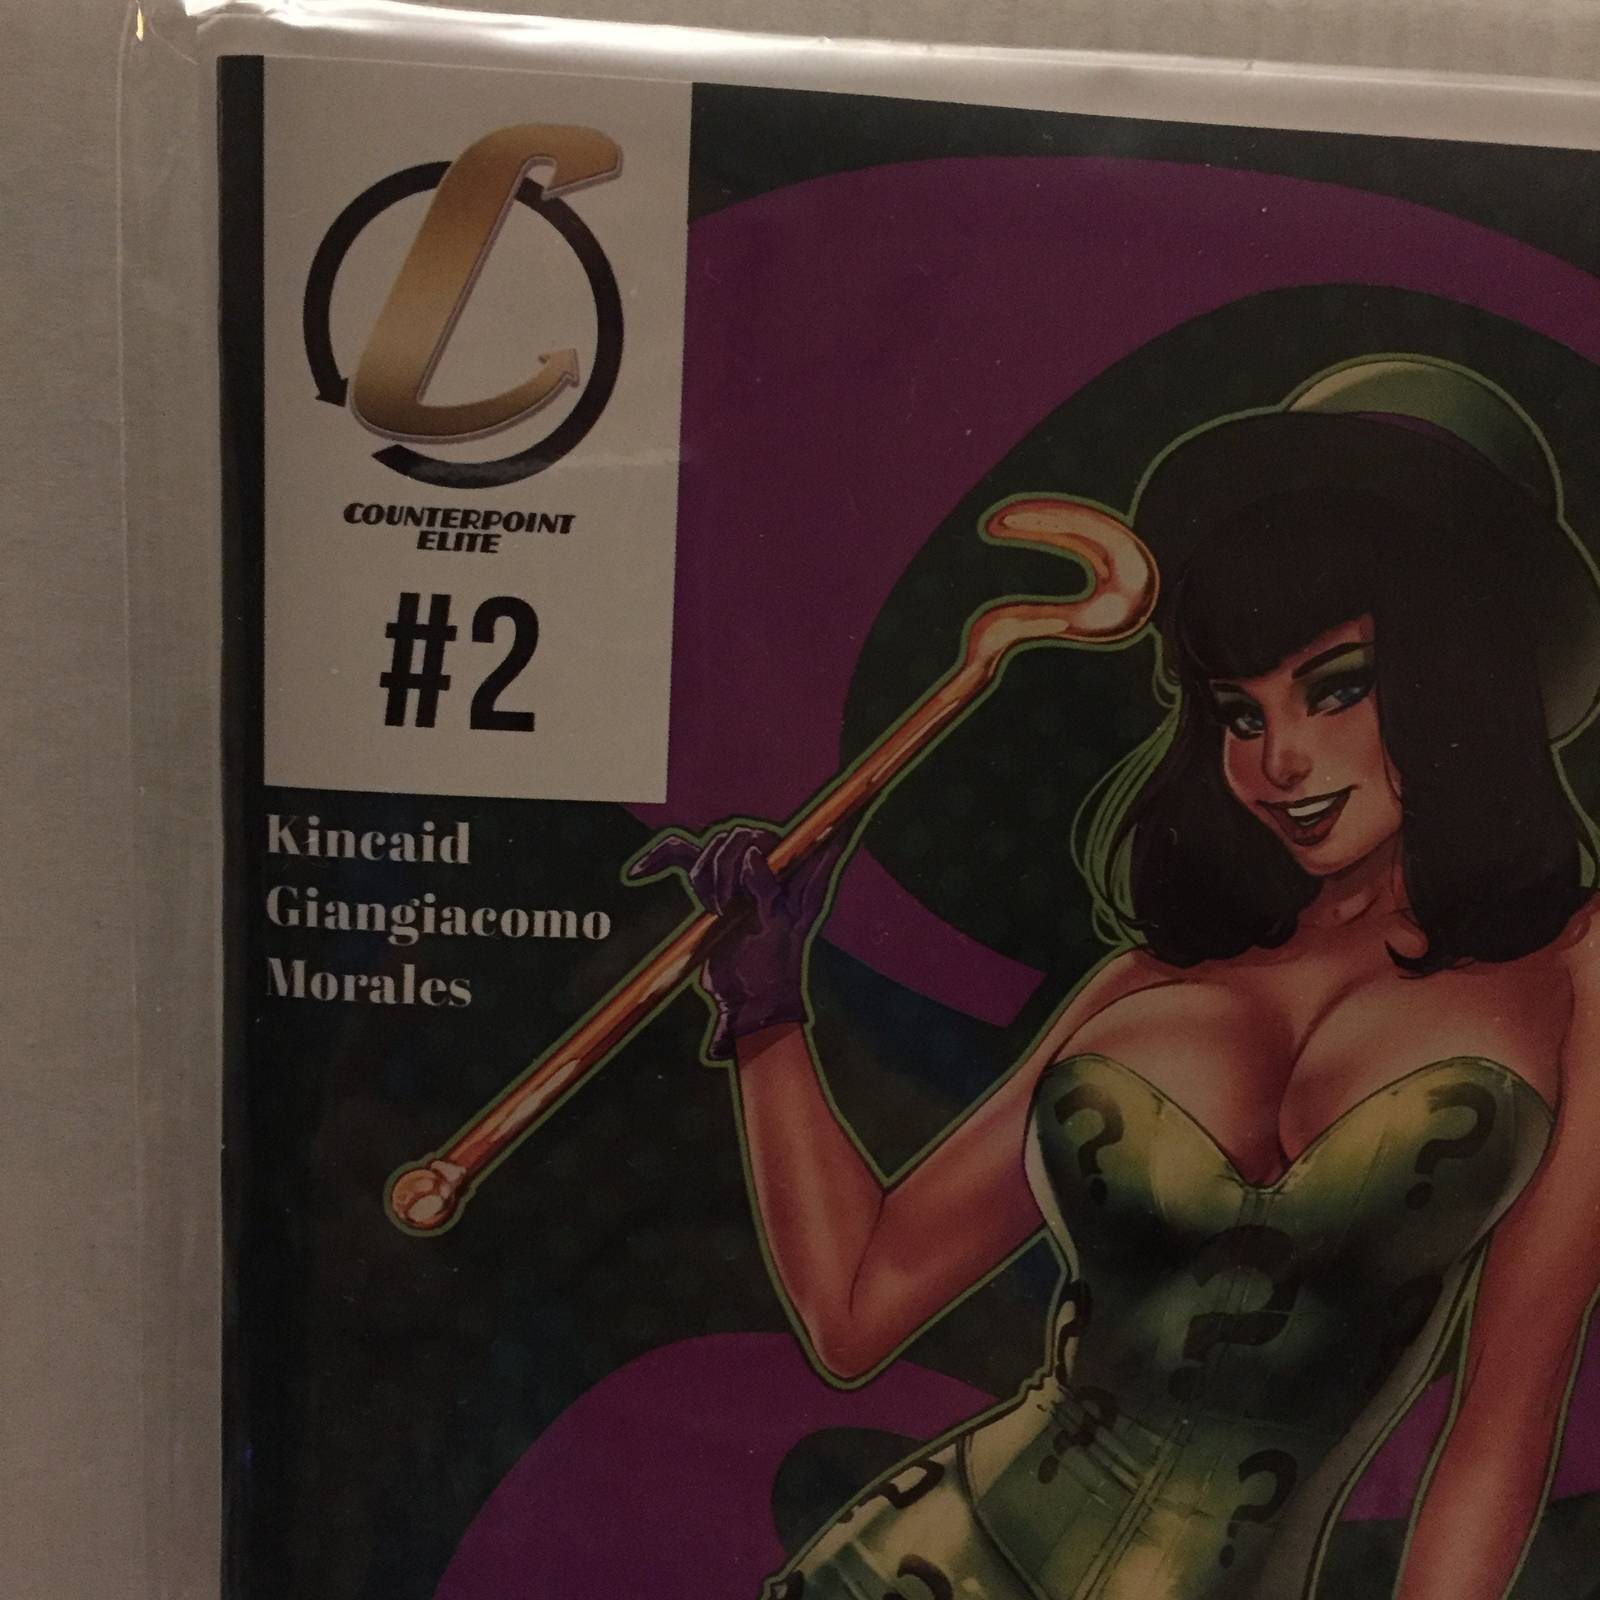 COUNTERPOINT
ELITE
#2
Kincaid
Giangiacomo
Morales